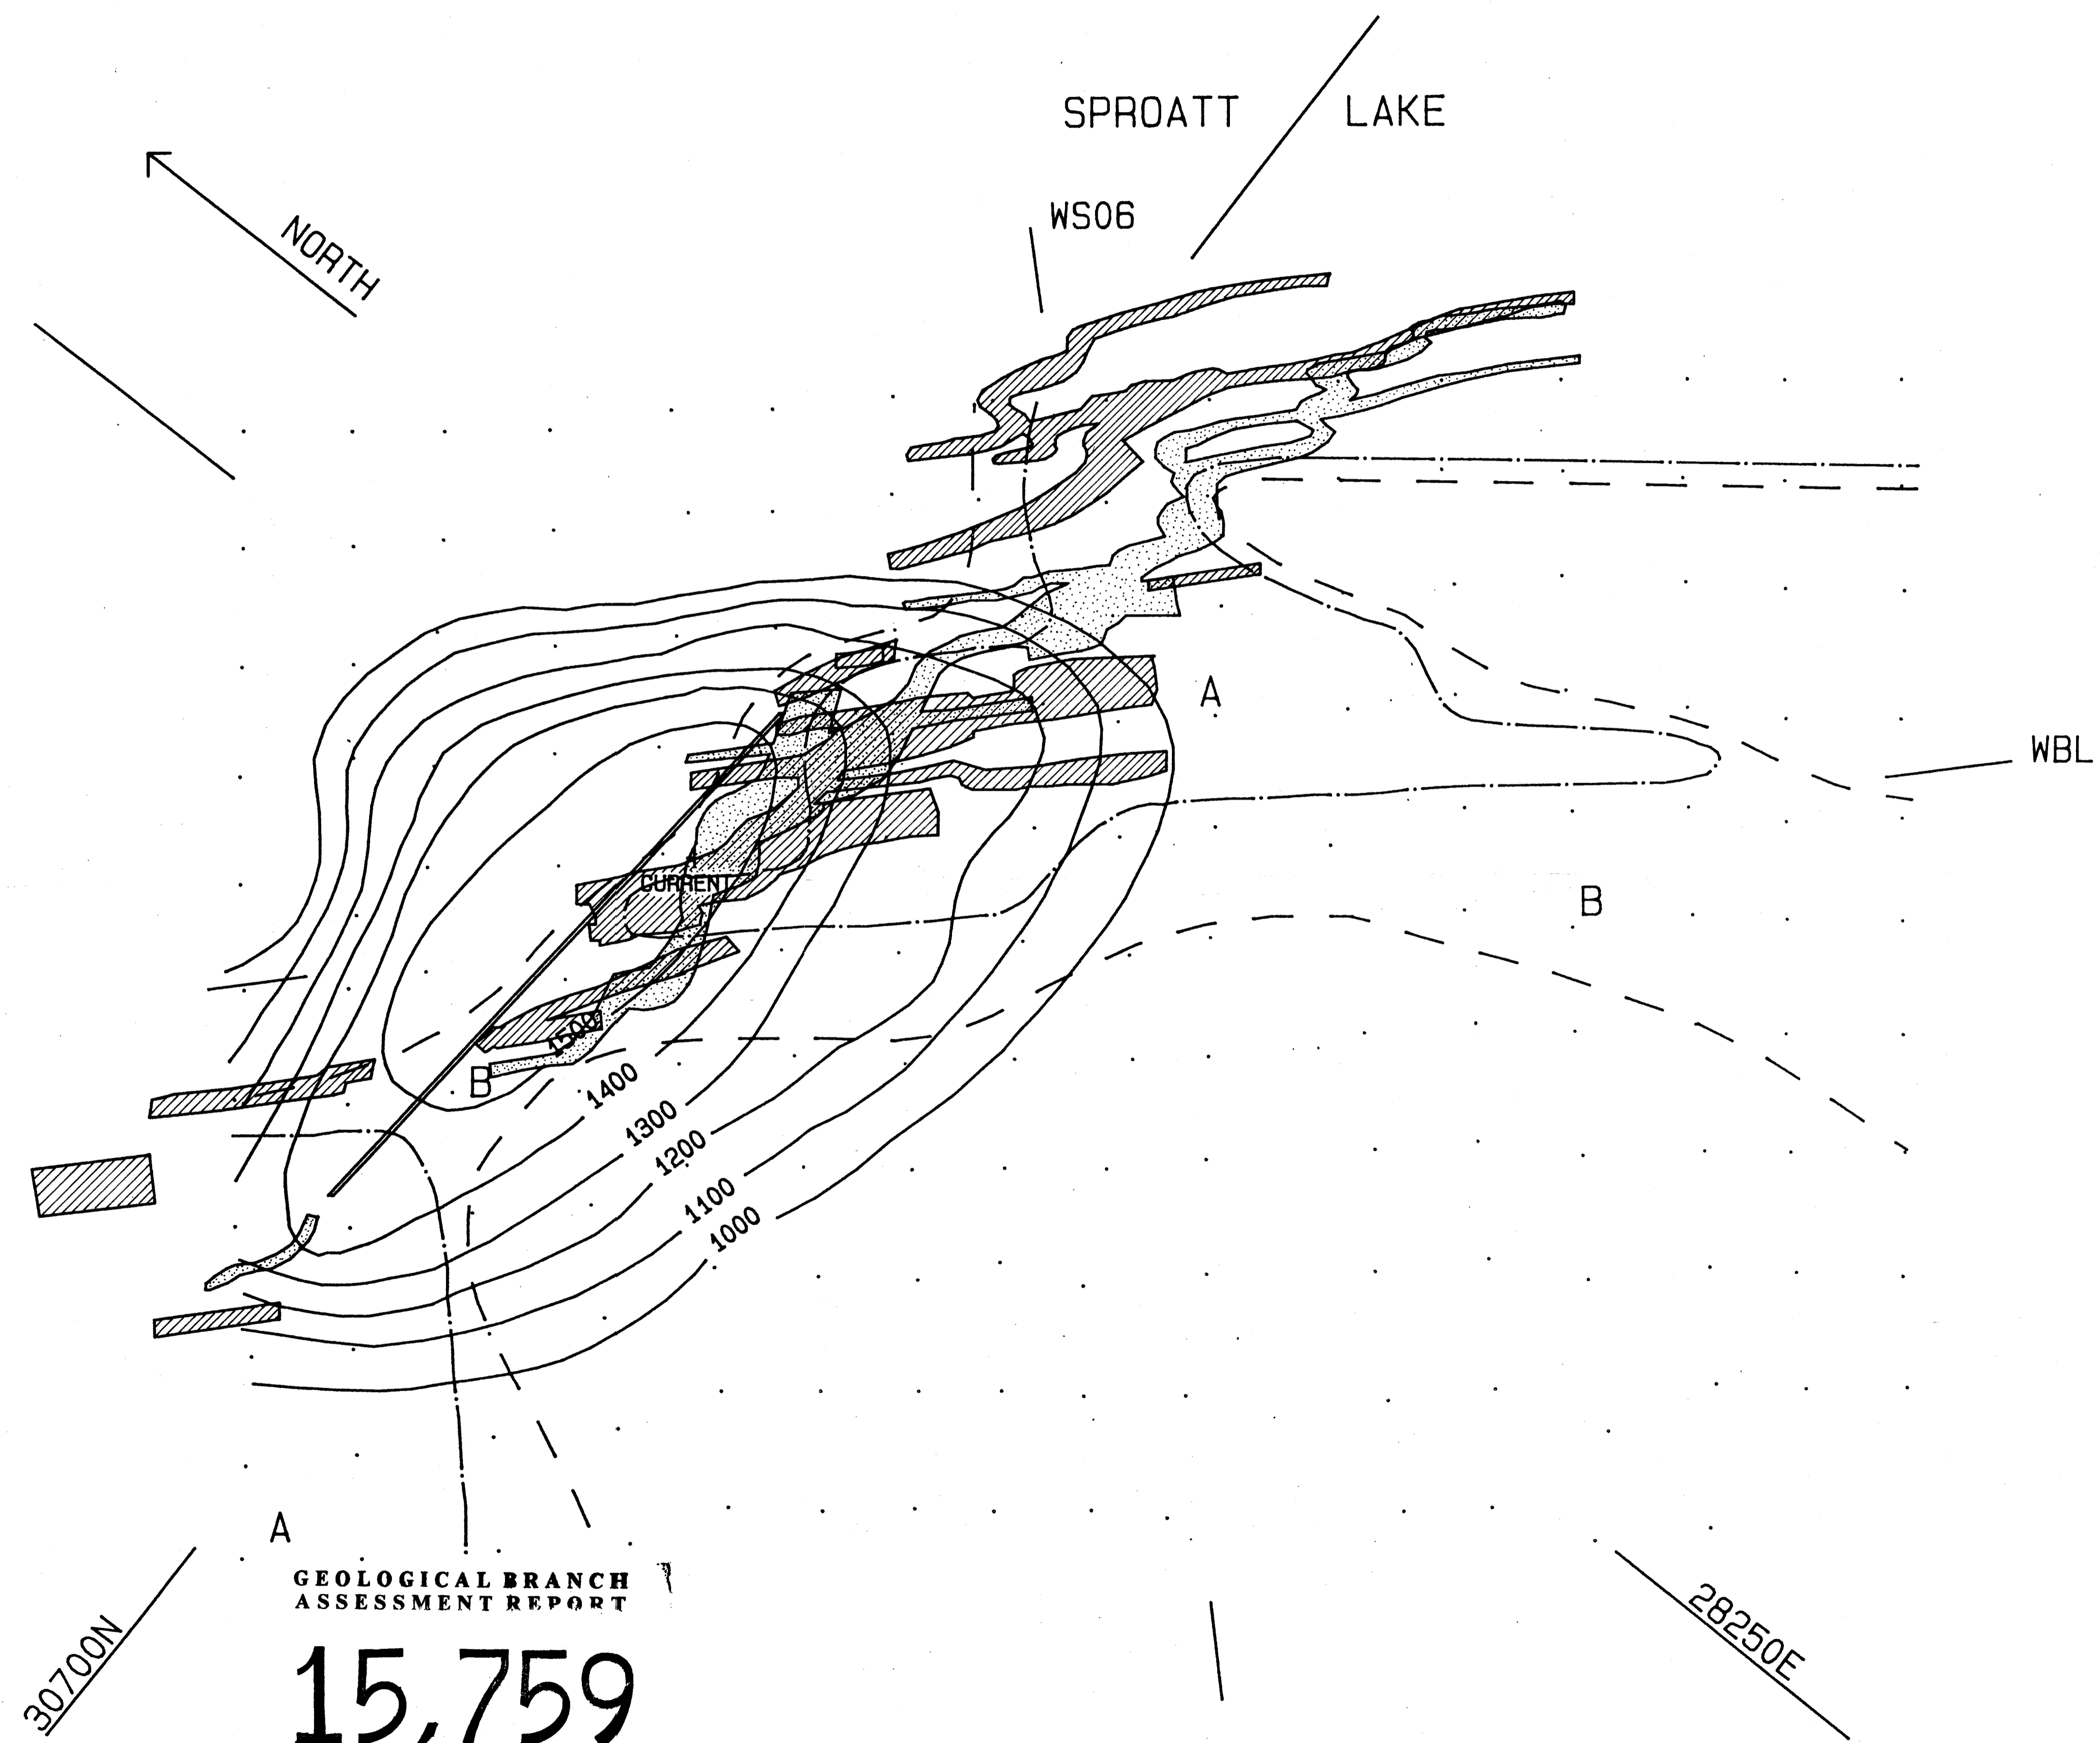 SPROATT LAKE
WS06
NORTH
A
WBL
CURRENT
B
1500
B
1400
1300
1200
1100
1000
A
GEOLOGICAL BRANCH
ASSESSMENT REPORT
30700N
28250E
15,759